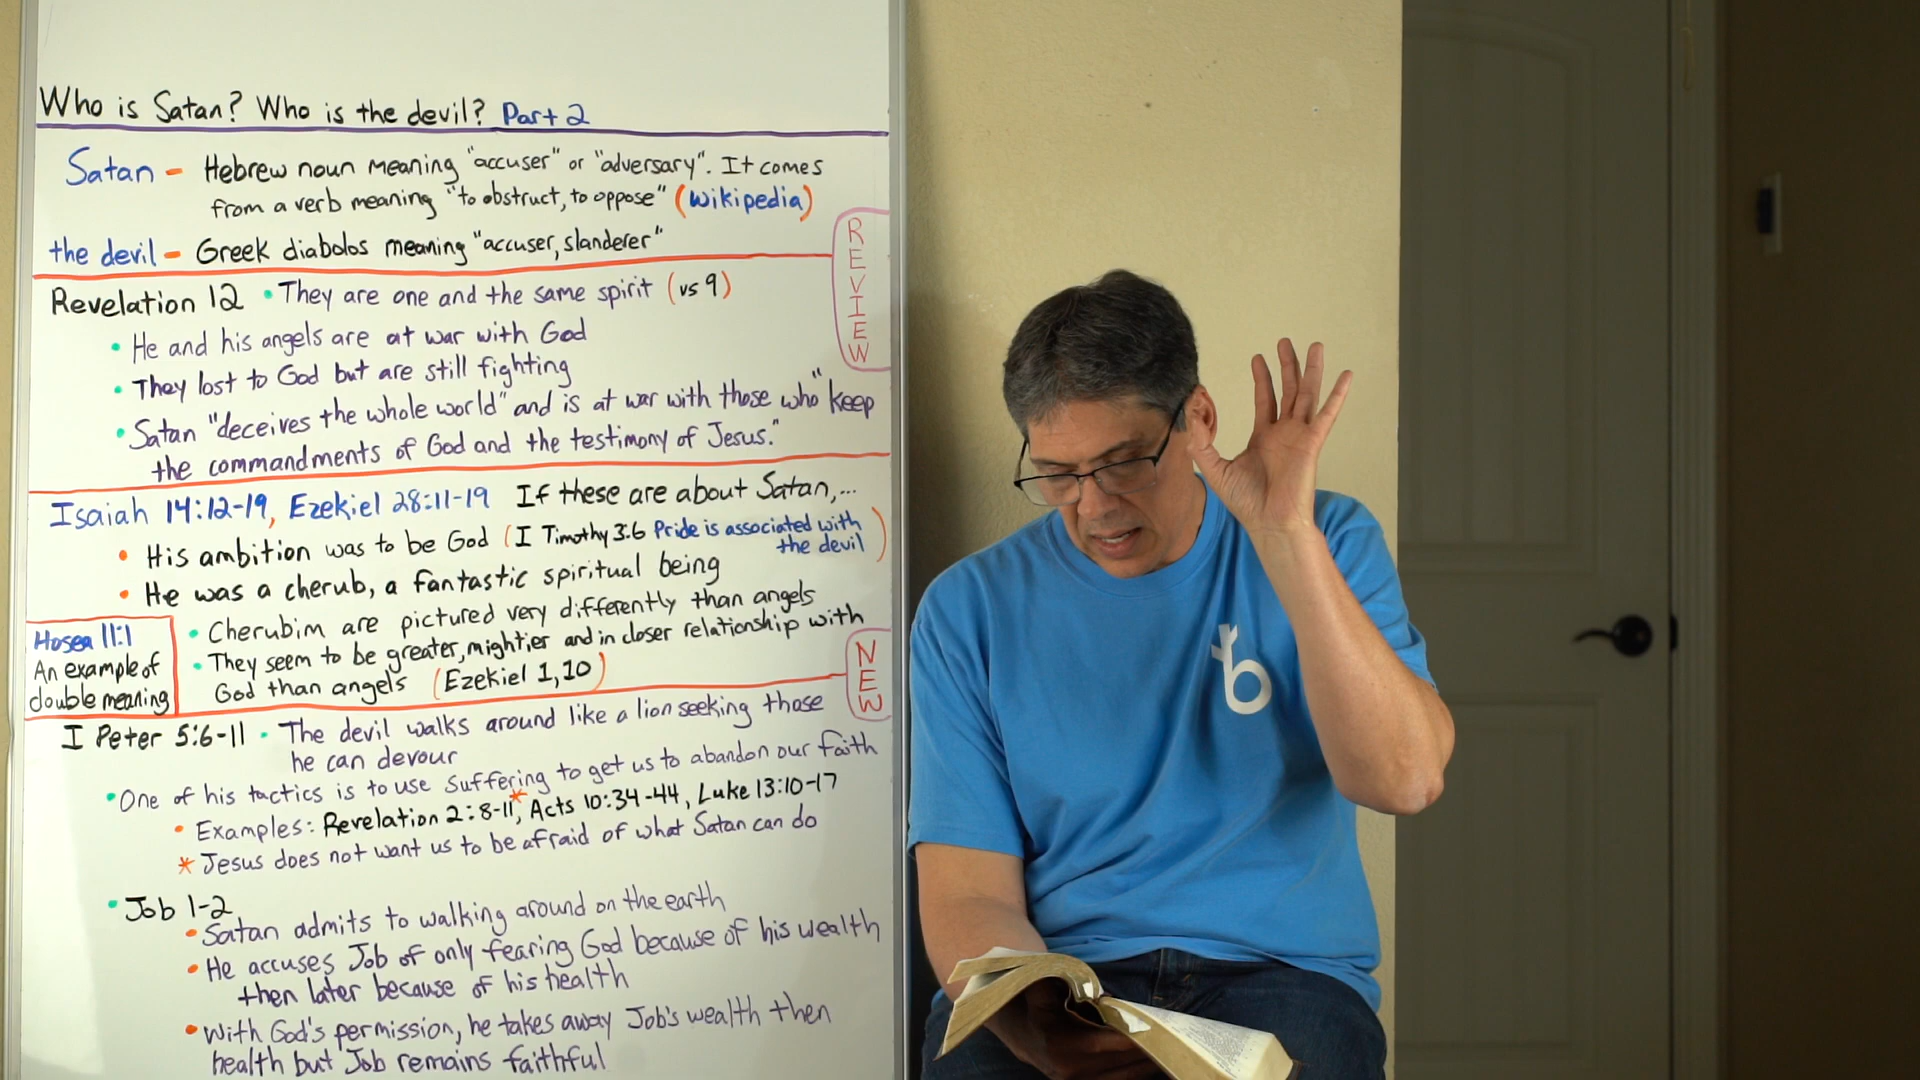 Who is Satan? Who is the devil? Part 2
Satan - Hebrew noun meaning "accuser" or "adversary". It comes
from a verb meaning "to obstruct, to oppose" (Wikipedia)
the devil - Greek diabolos meaning "accuser, slanderer"
REVIEW
Revelation 12 • They are one and the same spirit (vs 9)
• He and his angels are at war with God
• They lost to God but are still fighting
• Satan "deceives the whole world" and is at war with those who "keep
the commandments of God and the testimony of Jesus."
Isaiah 14:12-19, Ezekiel 28:11-19 If these are about Satan,...
• His ambition was to be God (I Timothy 3:6 Pride is associated with
the devil)
• He was a cherub, a fantastic spiritual being
• Cherubim are pictured very differently than angels
• They seem to be greater, mightier and in closer relationship with
God than angels (Ezekiel 1, 10)
Hosea 11:1
An example of
double meaning
NEW
I Peter 5:6-11 • The devil walks around like a lion seeking those
he can devour
• One of his tactics is to use suffering to get us to abandon our faith
• Examples: Revelation 2:8-11*, Acts 10:34-44, Luke 13:10-17
* Jesus does not want us to be afraid of what Satan can do
• Job 1-2
• Satan admits to walking around on the earth
• He accuses Job of only fearing God because of his wealth
then later because of his health
• With God's permission, he takes away Job's wealth then
health but Job remains faithful
b